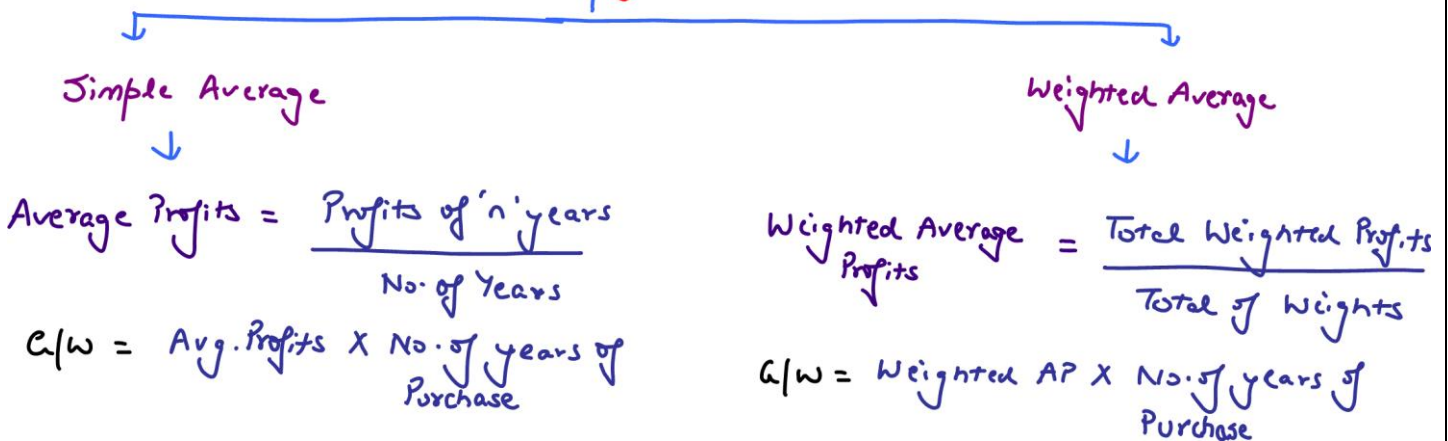 Simple Average
Weighted Average
Average Profits = Profits of 'n' years
No. of Years
G/w = Avg. Profits X No. of years of
Purchase
Weighted Average
Profits
= Total Weighted Profits
Total of Weights
G/w = Weighted AP X No. of years of
Purchase